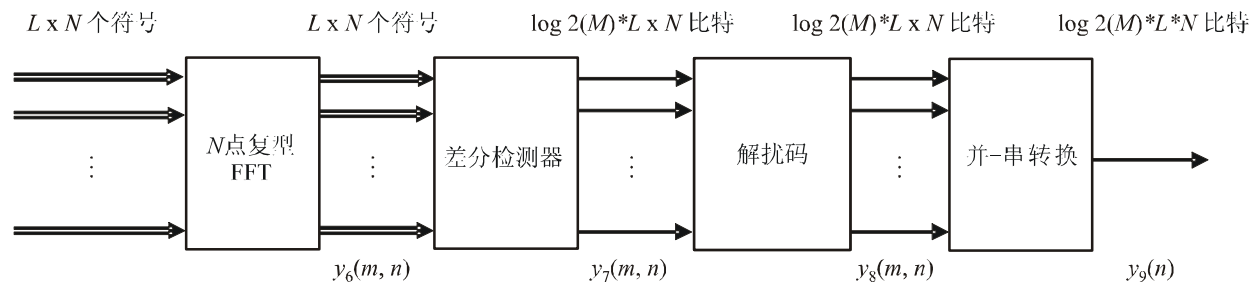 L x N 个符号
L x N 个符号
log 2(M)*L x N 比特
log 2(M)*L x N 比特
log 2(M)*L*N 比特
N点复型
FFT
差分检测器
解扰码
并-串转换
y₆(m, n)
y₇(m, n)
y₈(m, n)
y₉(n)